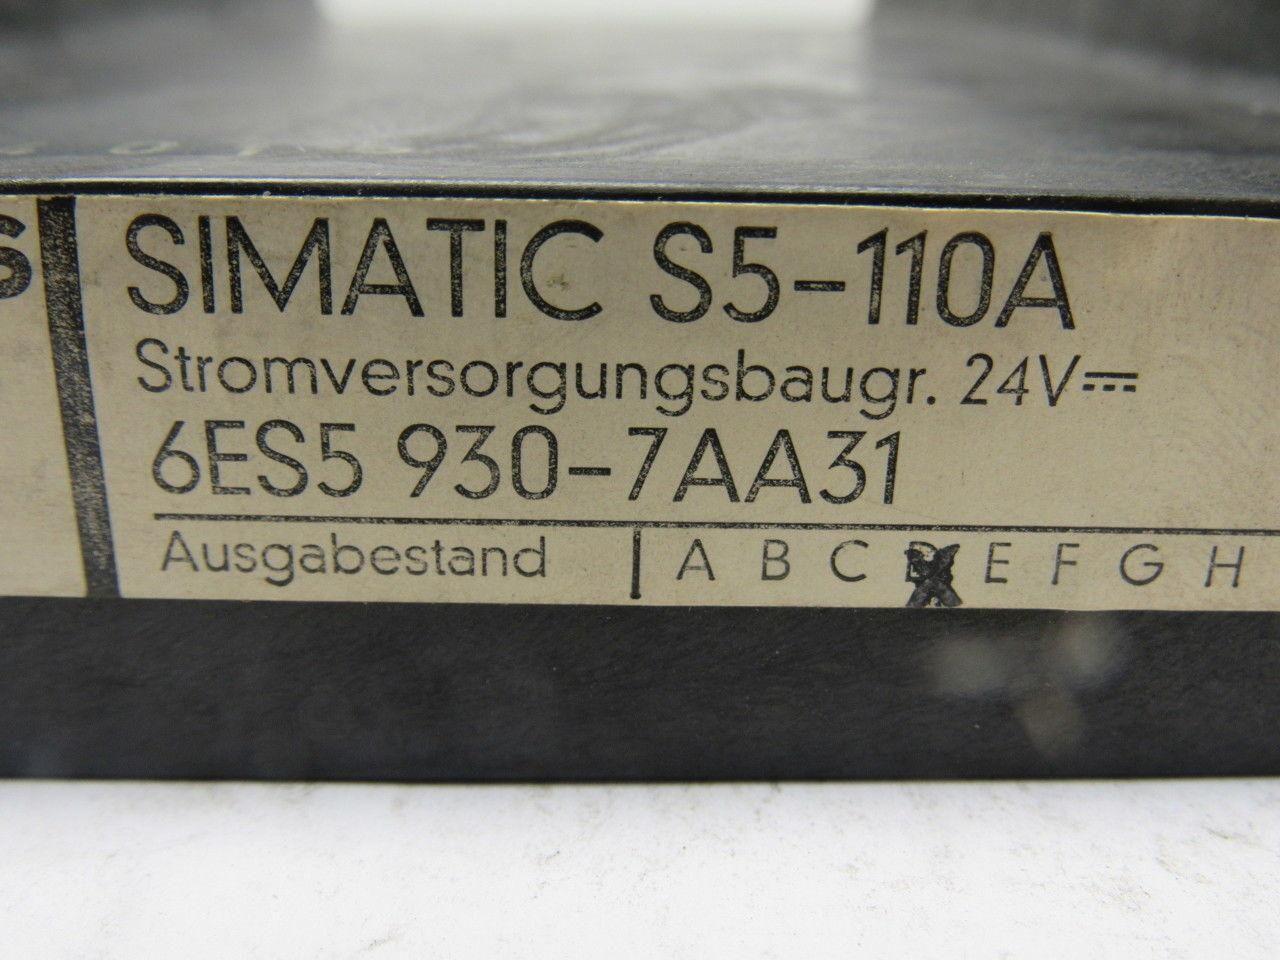 S
SIMATIC S5-110A
Stromversorgungsbaugr. 24V⎓
6ES5 930-7AA31
Ausgabestand | A B C D E F G H